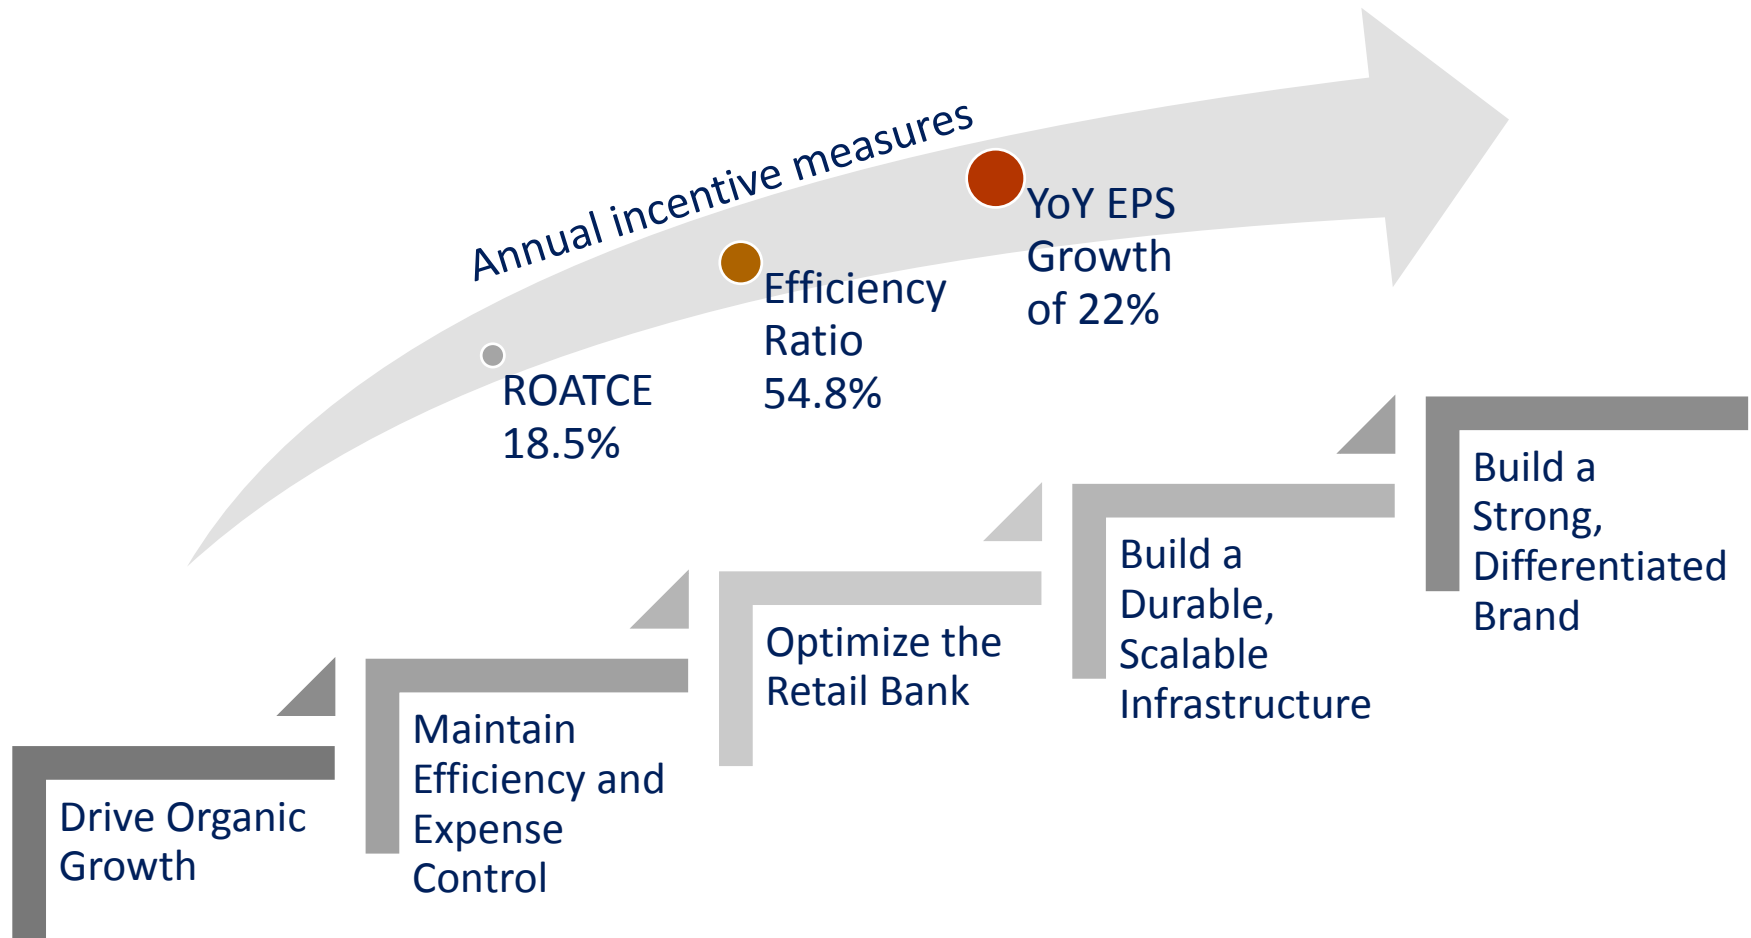 Annual incentive measures
YoY EPS
Growth
of 22%
Efficiency
Ratio
54.8%
ROATCE
18.5%
Drive Organic
Growth
Maintain
Efficiency and
Expense
Control
Optimize the
Retail Bank
Build a
Durable,
Scalable
Infrastructure
Build a
Strong,
Differentiated
Brand